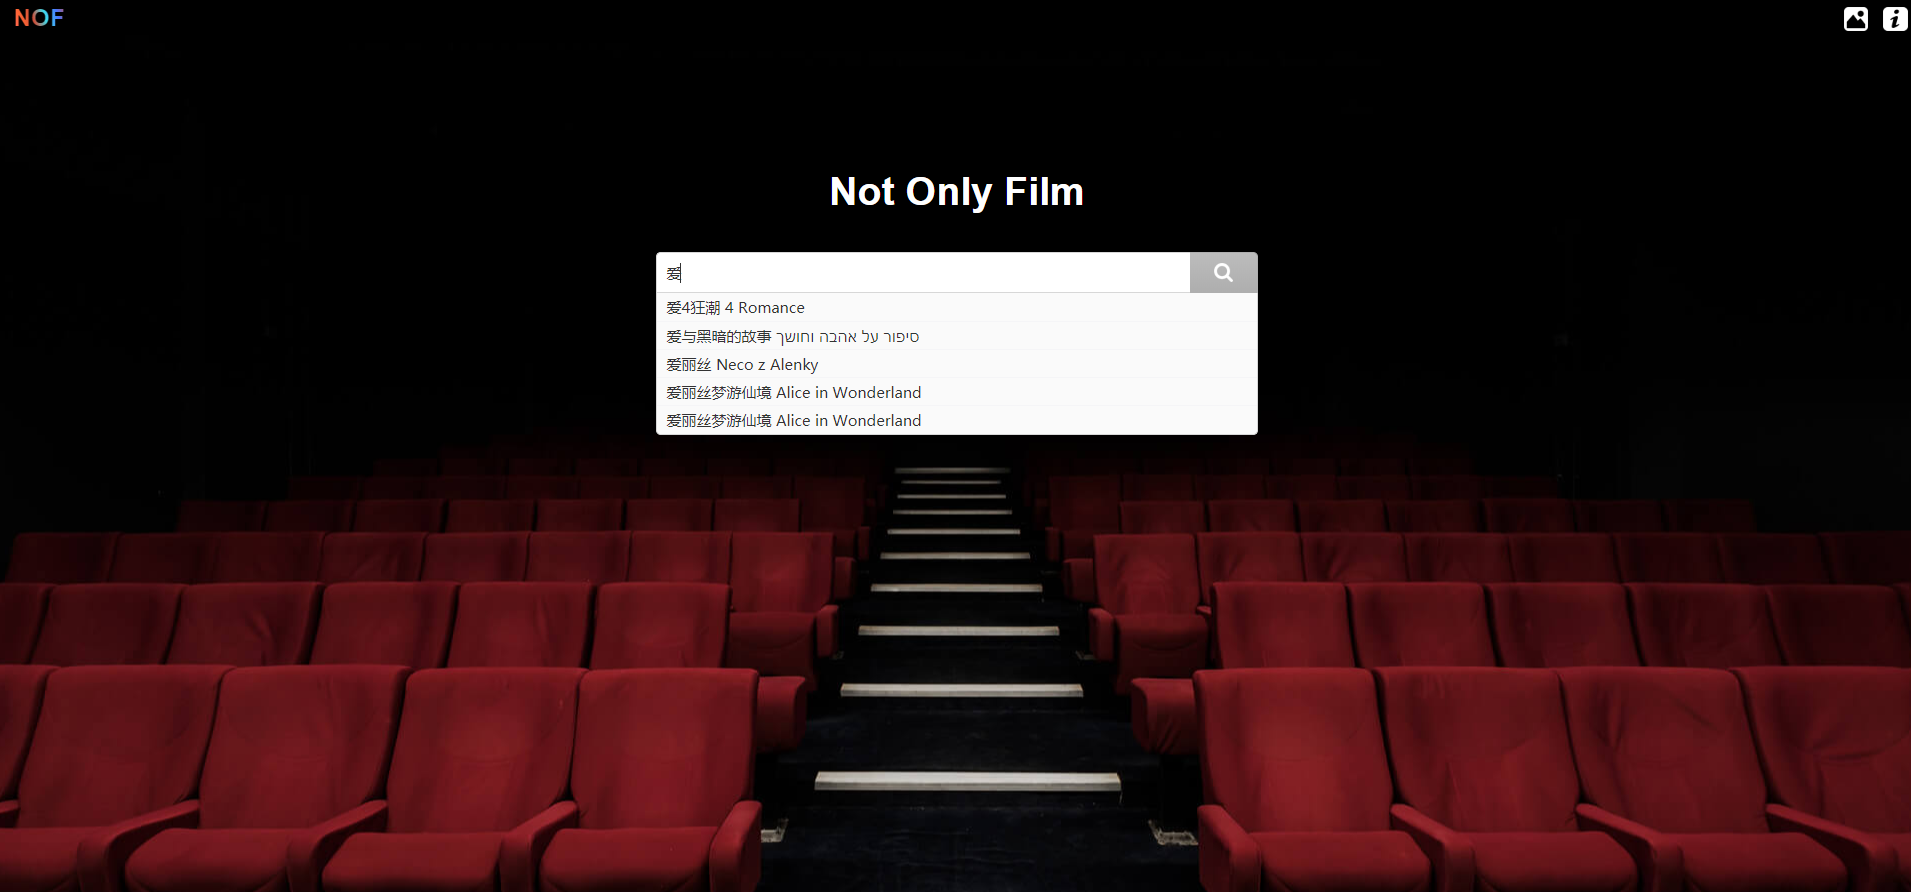 NOF
Not Only Film
爱
爱4狂潮 4 Romance
爱与黑暗的故事 סיפור על אהבה וחושך
爱丽丝 Neco z Alenky
爱丽丝梦游仙境 Alice in Wonderland
爱丽丝梦游仙境 Alice in Wonderland